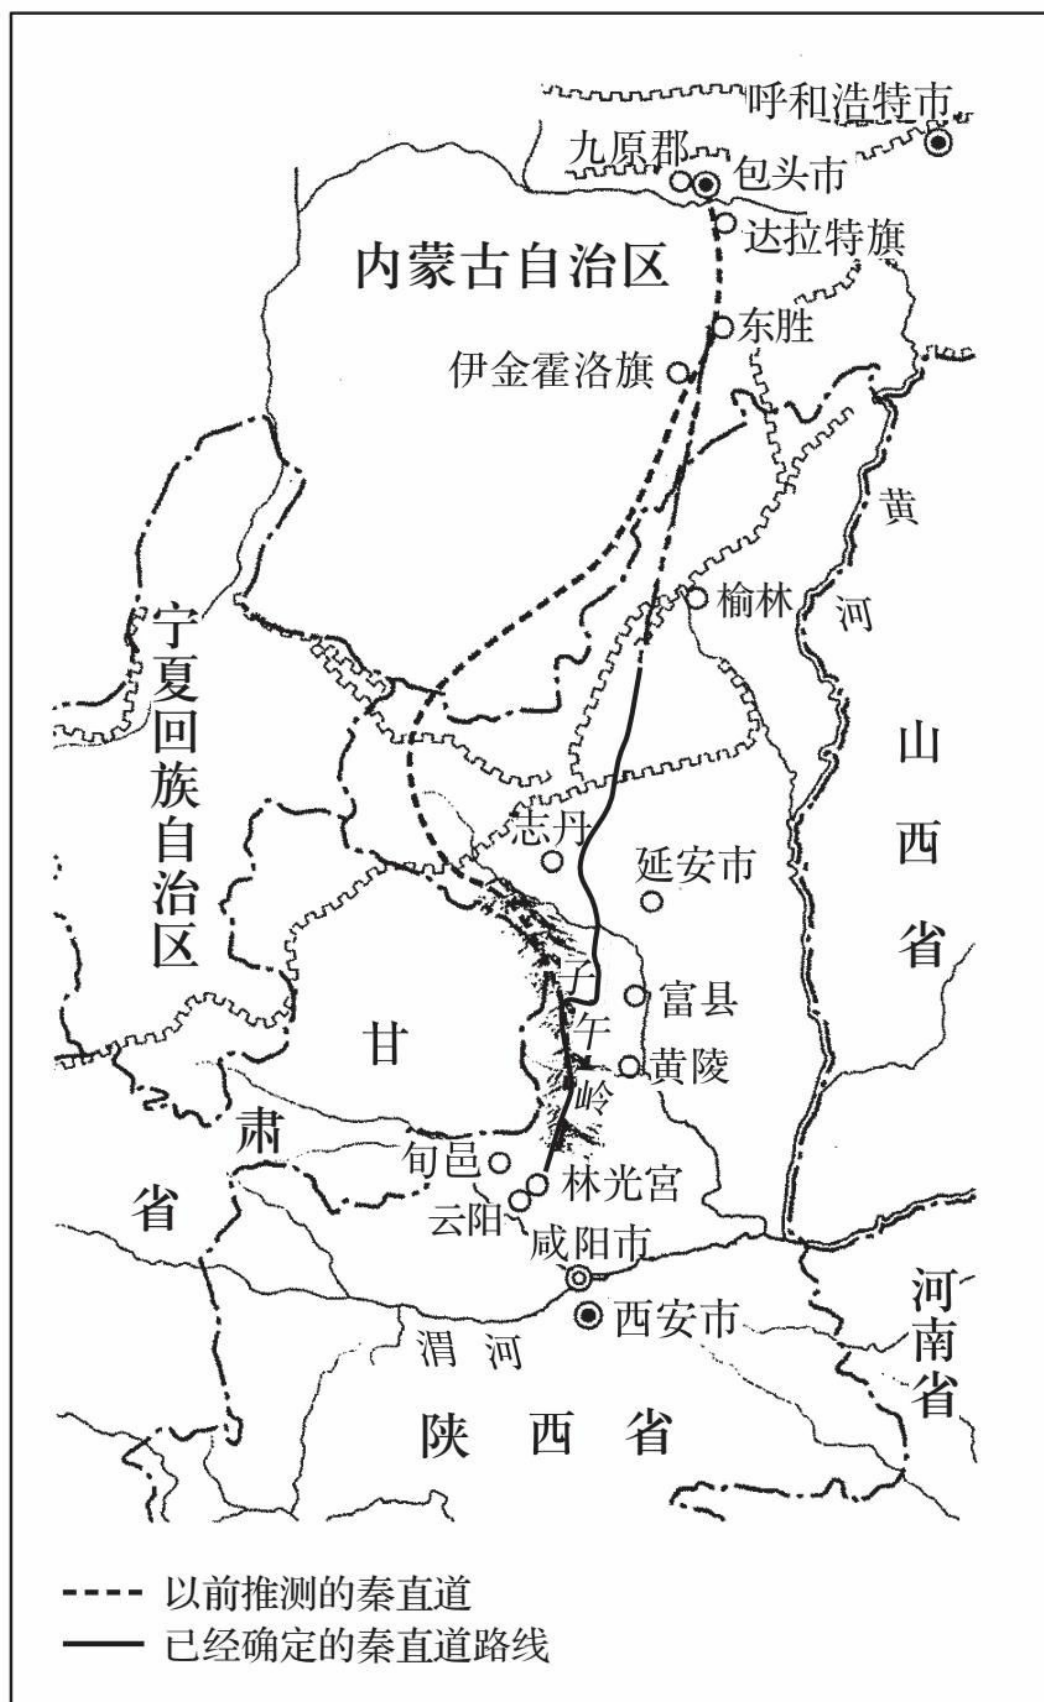 呼和浩特市
九原郡
包头市
达拉特旗
内蒙古自治区
东胜
伊金霍洛旗
黄
河
榆林
宁夏回族自治区
山西省
志丹
延安市
子午岭
富县
甘肃省
黄陵
旬邑
林光宫
云阳
咸阳市
西安市
渭河
河南省
陕西省
以前推测的秦直道
已经确定的秦直道路线